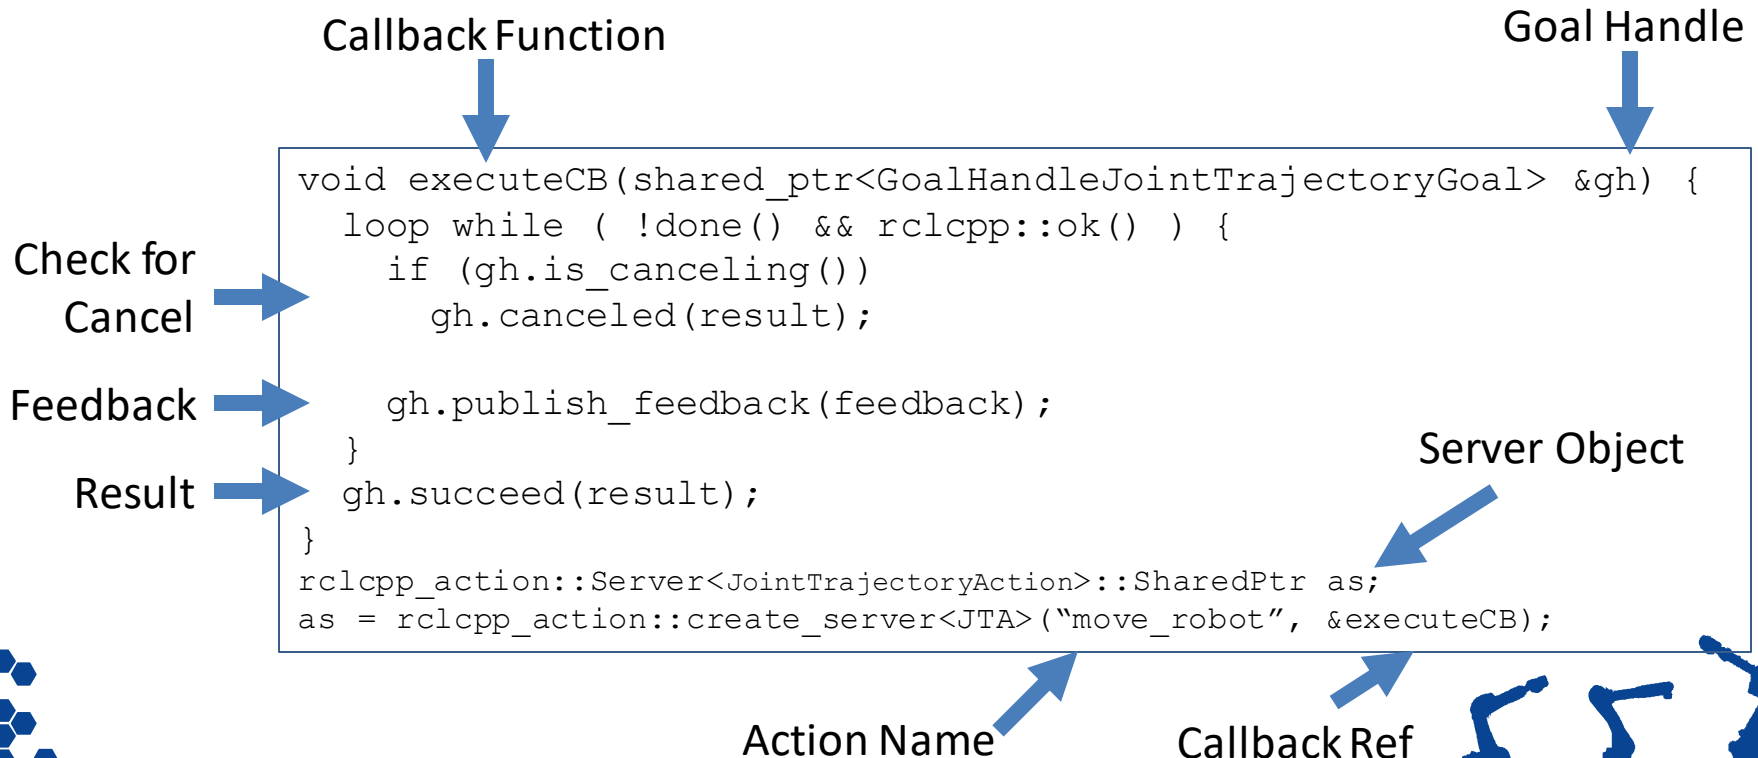 Callback Function
Goal Handle
void executeCB(shared_ptr<GoalHandleJointTrajectoryGoal> &gh) {
loop while ( !done() && rclcpp::ok() ) {
Check for
Cancel
if (gh.is_canceling())
gh.canceled(result);
Feedback
gh.publish_feedback(feedback);
}
Server Object
Result
gh.succeed(result);
}
rclcpp_action::Server<JointTrajectoryAction>::SharedPtr as;
as = rclcpp_action::create_server<JTA>(“move_robot”, &executeCB);
Action Name
Callback Ref